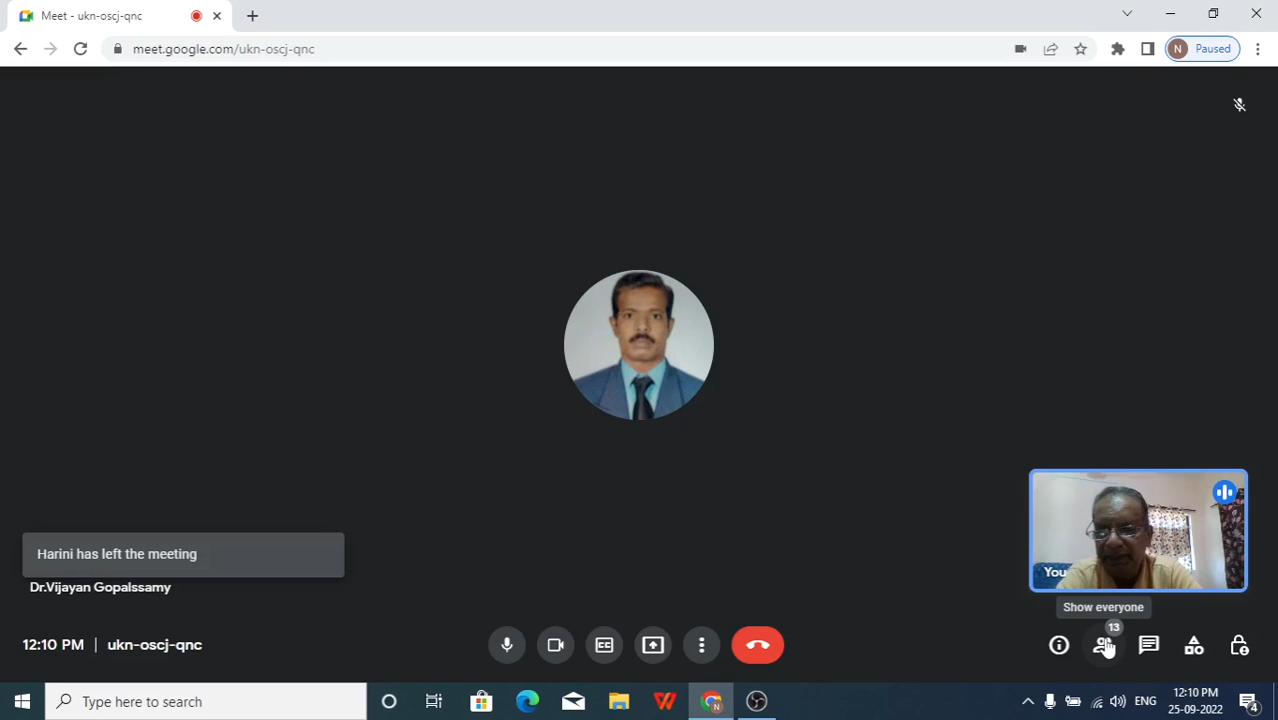 Meet - ukn-oscj-qnc
meet.google.com/ukn-oscj-qnc
N Paused
Harini has left the meeting
Dr.Vijayan Gopalssamy
You
Show everyone
13
12:10 PM | ukn-oscj-qnc
CC
Type here to search
W
N
ENG
12:10 PM
25-09-2022
4